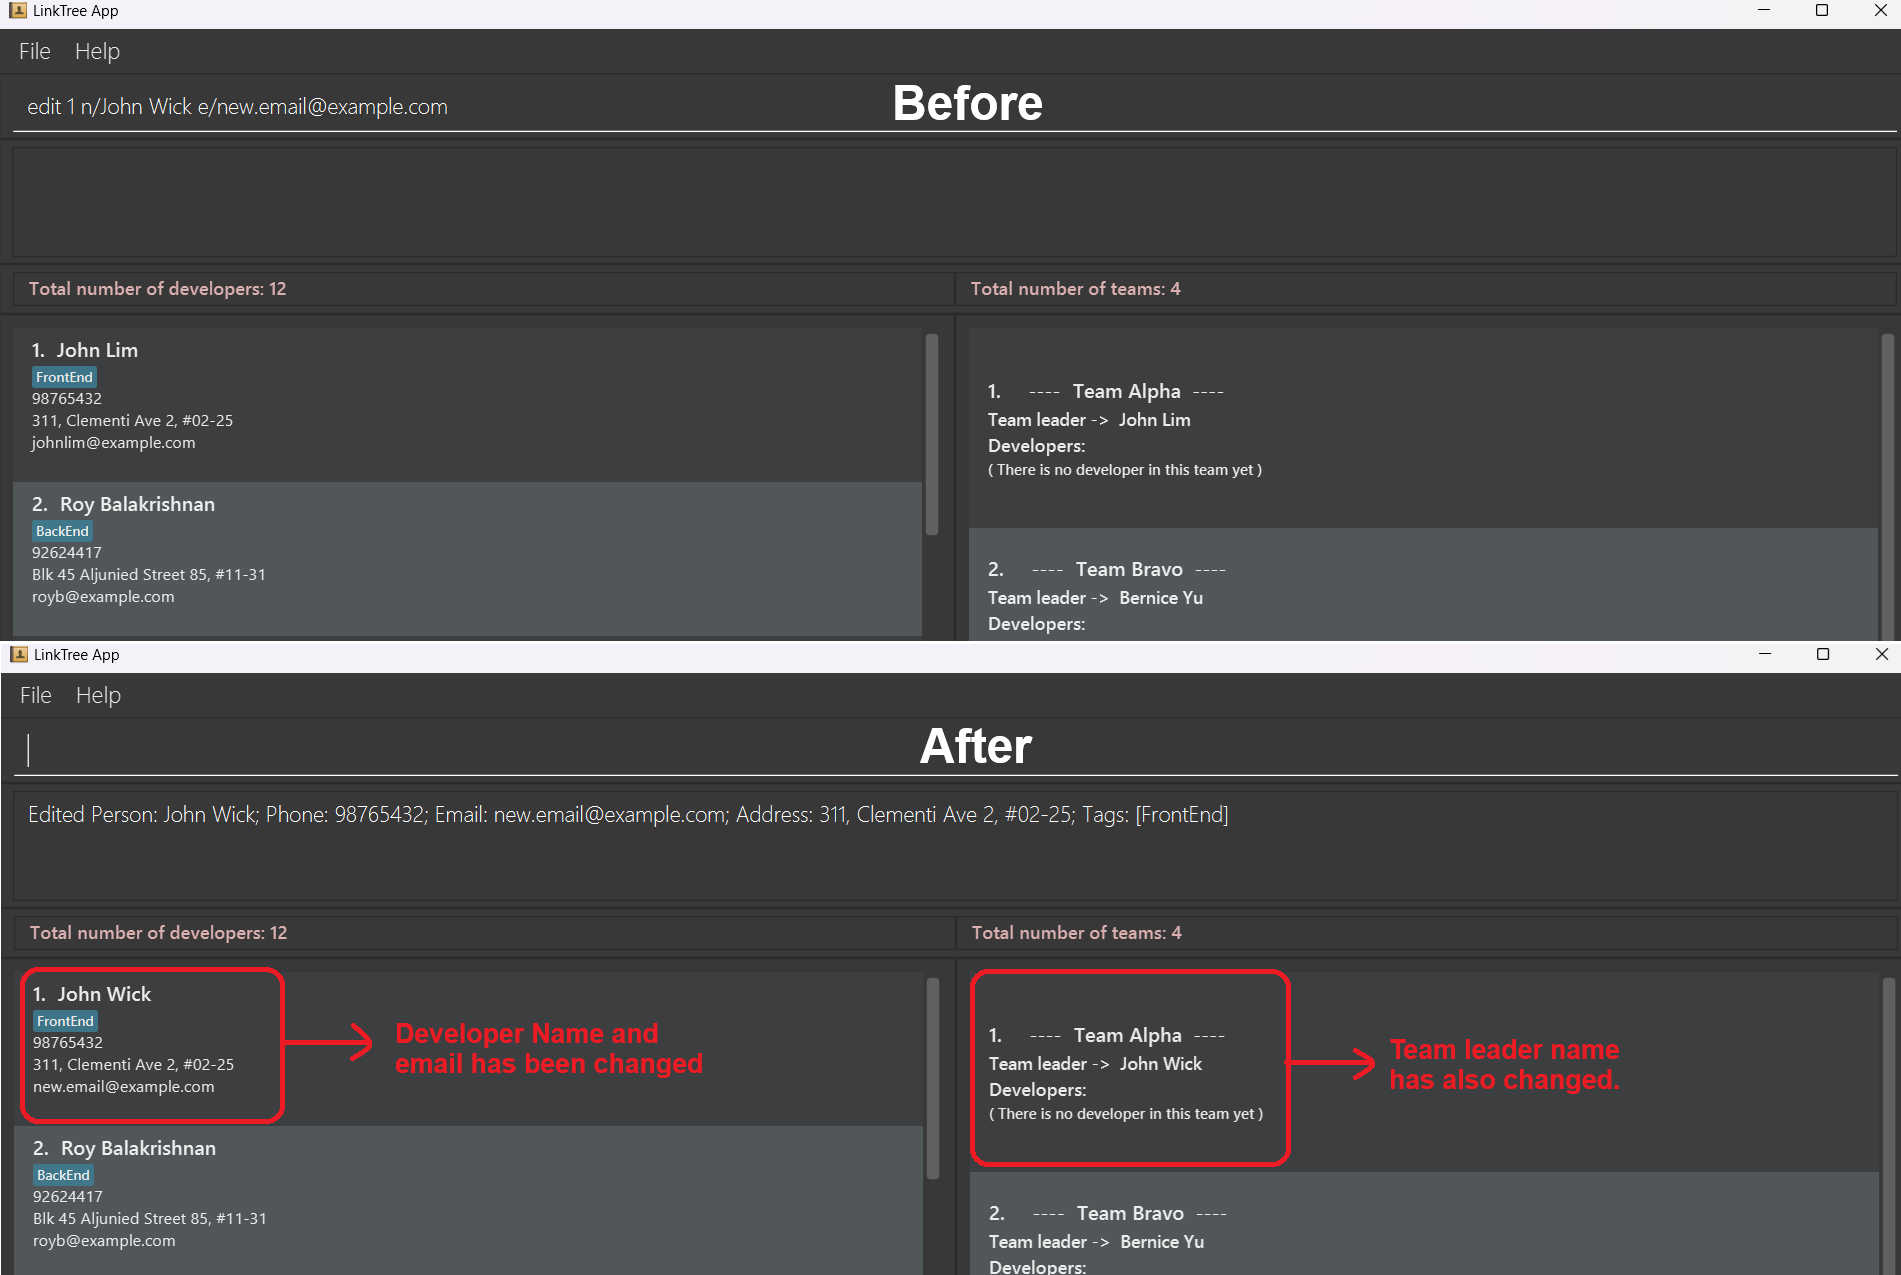 LinkTree App
File Help
edit 1 n/John Wick e/new.email@example.com
Before
Total number of developers: 12
Total number of teams: 4
1. John Lim
FrontEnd
98765432
311, Clementi Ave 2, #02-25
johnlim@example.com
2. Roy Balakrishnan
BackEnd
92624417
Blk 45 Aljunied Street 85, #11-31
royb@example.com
1. ---- Team Alpha ----
Team leader -> John Lim
Developers:
( There is no developer in this team yet )
2. ---- Team Bravo ----
Team leader -> Bernice Yu
Developers:
LinkTree App
File Help
After
Edited Person: John Wick; Phone: 98765432; Email: new.email@example.com; Address: 311, Clementi Ave 2, #02-25; Tags: [FrontEnd]
Total number of developers: 12
Total number of teams: 4
1. John Wick
FrontEnd
98765432
311, Clementi Ave 2, #02-25
new.email@example.com
Developer Name and
email has been changed
2. Roy Balakrishnan
BackEnd
92624417
Blk 45 Aljunied Street 85, #11-31
royb@example.com
1. ---- Team Alpha ----
Team leader -> John Wick
Developers:
( There is no developer in this team yet )
Team leader name
has also changed.
2. ---- Team Bravo ----
Team leader -> Bernice Yu
Developers: